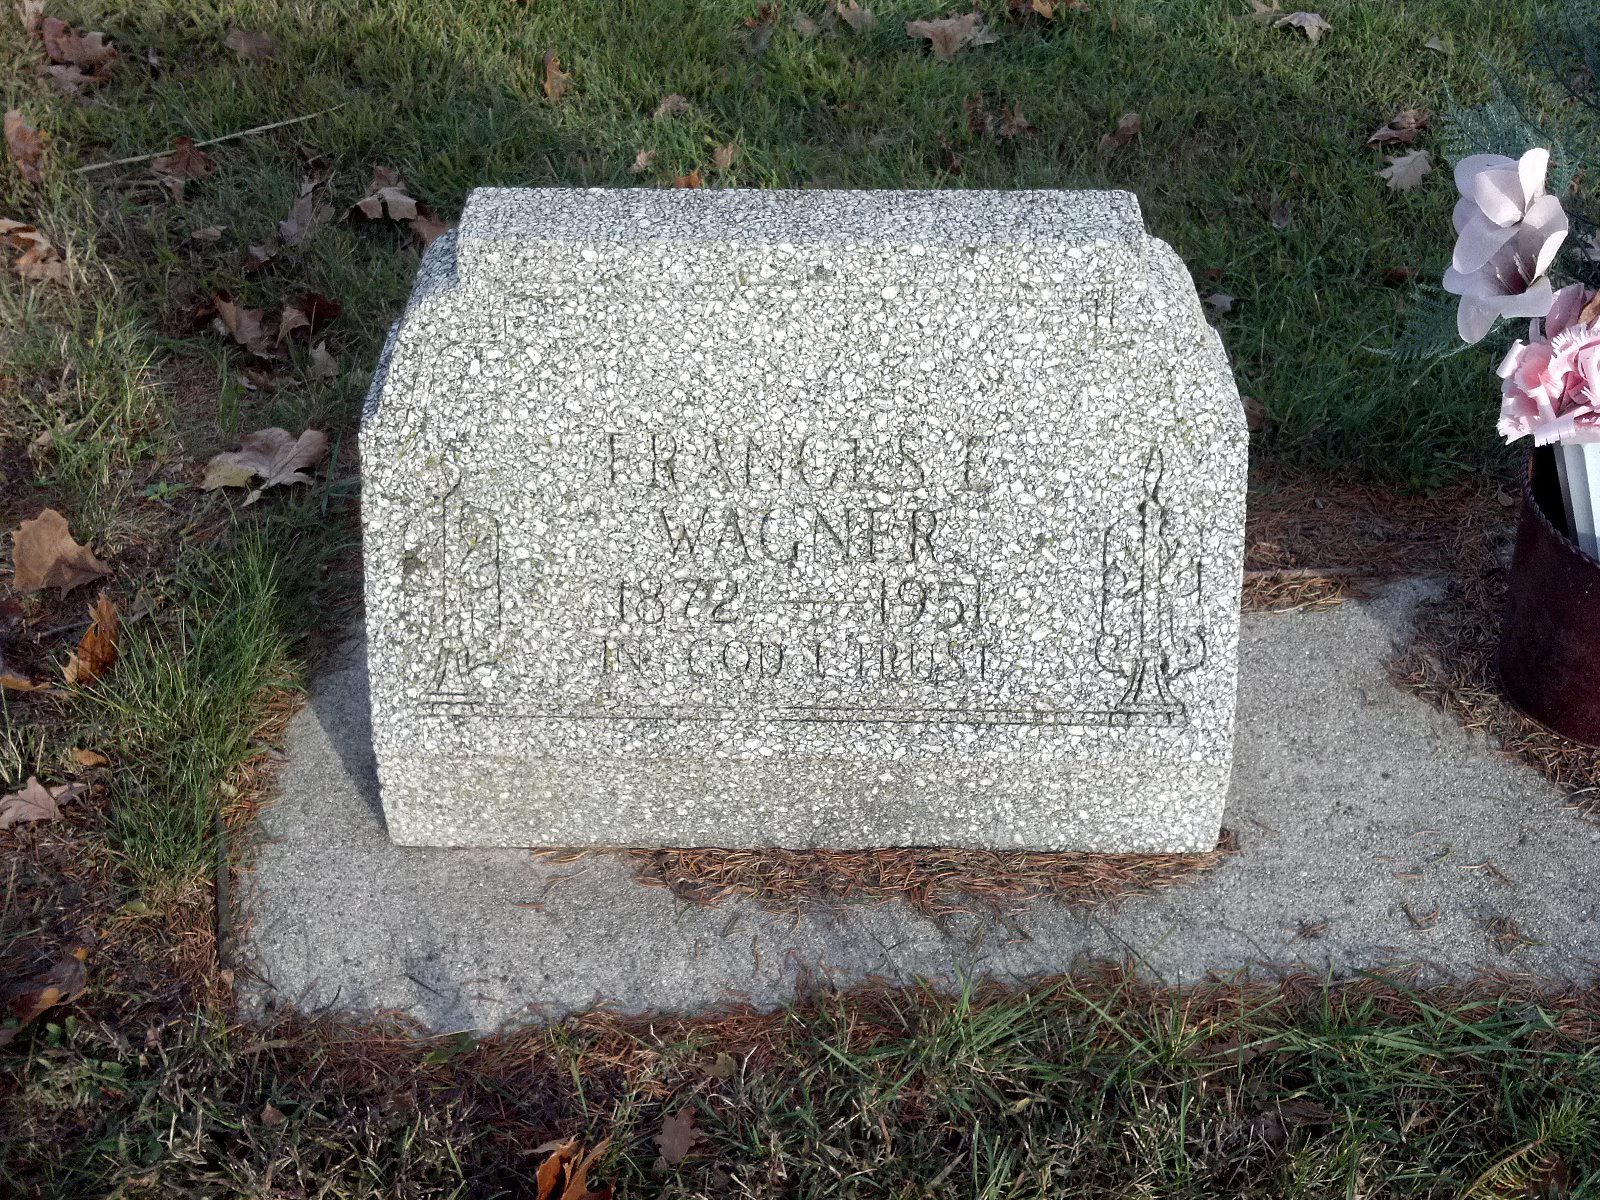 FRANCES E
WAGNER
1872 — 1951
IN GOD I TRUST